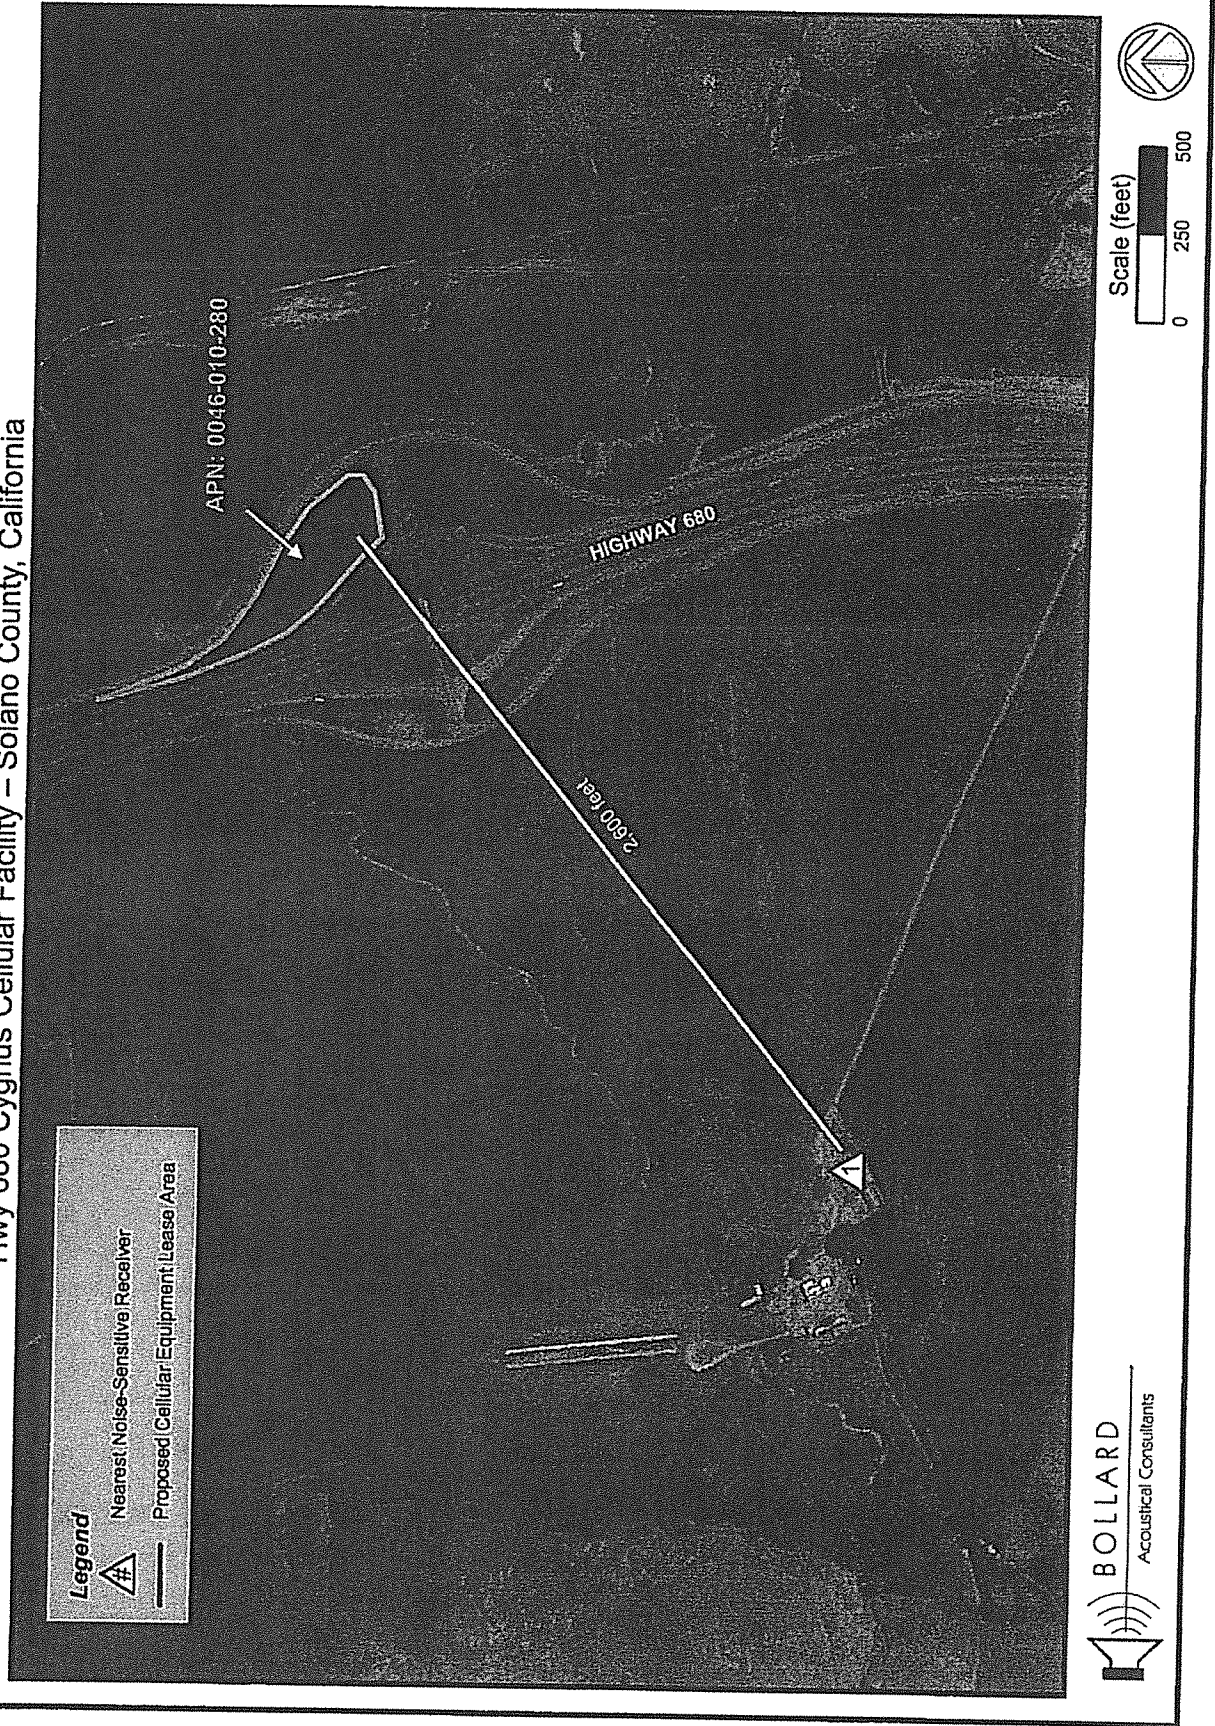 Hwy 680 Cygnus Cellular Facility – Solano County, California
Legend
# Nearest Noise-Sensitive Receiver
Proposed Cellular Equipment Lease Area
APN: 0046-010-280
HIGHWAY 680
2,600 feet
1
BOLLARD
Acoustical Consultants
Scale (feet)
0 250 500